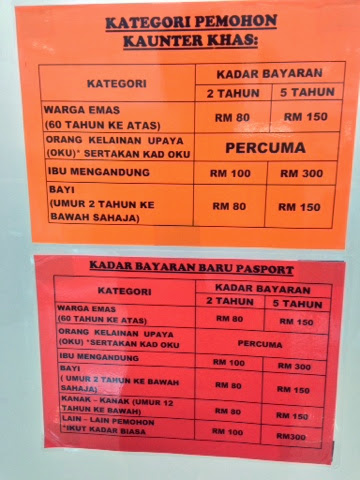 KATEGORI PEMOHON
KAUNTER KHAS:
KATEGORI
KADAR BAYARAN
2 TAHUN 5 TAHUN
WARGA EMAS
(60 TAHUN KE ATAS)
RM 80 RM 150
ORANG KELAINAN UPAYA
(OKU)* SERTAKAN KAD OKU
PERCUMA
IBU MENGANDUNG RM 100 RM 300
BAYI
(UMUR 2 TAHUN KE
BAWAH SAHAJA)
RM 80 RM 150
KADAR BAYARAN BARU PASPORT
KATEGORI
KADAR BAYARAN
2 TAHUN 5 TAHUN
WARGA EMAS
(60 TAHUN KE ATAS)
RM 80 RM 150
ORANG KELAINAN UPAYA
(OKU) *SERTAKAN KAD OKU
PERCUMA
IBU MENGANDUNG RM 100 RM 300
BAYI
( UMUR 2 TAHUN KE BAWAH
SAHAJA)
RM 80 RM 150
KANAK – KANAK (UMUR 12
TAHUN KE BAWAH)
RM 80 RM 150
LAIN – LAIN PEMOHON
*IKUT KADAR BIASA
RM 100 RM300